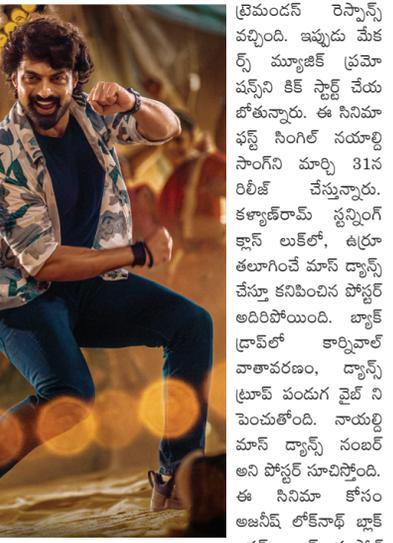 ట్రెమండస్ రెస్పాన్స్
వచ్చింది. ఇప్పుడు మేక
ర్స్ మ్యూజిక్ ప్రమో
షన్స్‌ని కిక్ స్టార్ట్ చేయ
బోతున్నారు. ఈ సినిమా
ఫస్ట్ సింగిల్ నయాల్ది
సాంగ్‌ని మార్చి 31న
రిలీజ్ చేస్తున్నారు.
కళ్యాణ్‌రామ్ స్టన్నింగ్
క్లాస్ లుక్‌లో, ఉర్రూ
తలూగించే మాస్ డ్యాన్స్
చేస్తూ కనిపించిన పోస్టర్
అదిరిపోయింది. బ్యాక్
డ్రాప్‌లో కార్నివాల్
వాతావరణం, డ్యాన్స్
ట్రూప్ పండుగ వైబ్ ని
పెంచుతోంది. నాయల్ది
మాస్ డ్యాన్స్ నంబర్
అని పోస్టర్ సూచిస్తోంది.
ఈ సినిమా కోసం
అజనీష్ లోక్‌నాథ్ బ్లాక్